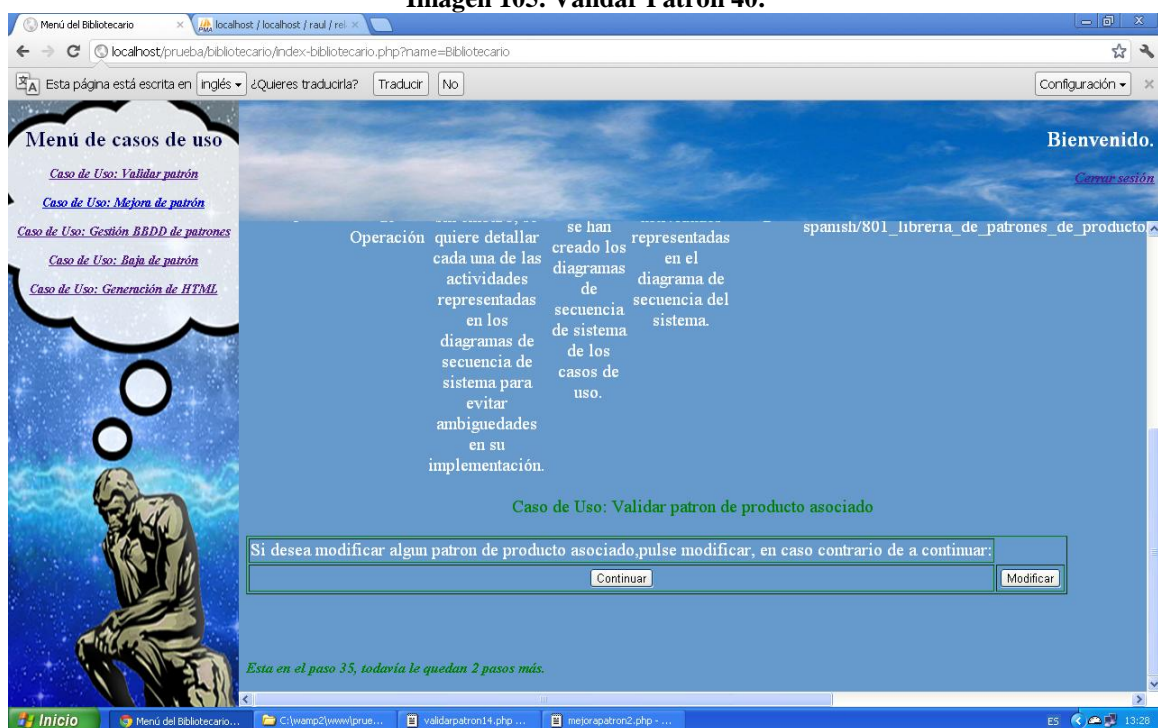 Imagen 105. Validar Patrón 40.
Menú del Bibliotecario
localhost / localhost / raul / rel
localhost/prueba/bibliotecario/index-bibliotecario.php?name=Bibliotecario
Esta página está escrita en inglés ¿Quieres traducirla? Traducir No Configuración
Menú de casos de uso
Caso de Uso: Validar patrón
Caso de Uso: Mejora de patrón
Caso de Uso: Gestión BBDD de patrones
Caso de Uso: Baja de patrón
Caso de Uso: Generación de HTML
Bienvenido.
Cerrar sesión
Operación
quiere detallar
cada una de las
actividades
representadas
en los
diagramas de
secuencia de
sistema para
evitar
ambiguedades
en su
implementación.
se han
creado los
diagramas
de
secuencia
de sistema
de los
casos de
uso.
representadas
en el
diagrama de
secuencia del
sistema.
spanish/801_libreria_de_patrones_de_producto
Caso de Uso: Validar patron de producto asociado
Si desea modificar algun patron de producto asociado,pulse modificar, en caso contrario de a continuar:
Continuar
Modificar
Esta en el paso 35, todavía le quedan 2 pasos más.
Inicio
Menú del Bibliotecario...
C:\wamp2\www\prue...
validarpatron14.php ...
mejorapatron2.php - ...
ES
13:28